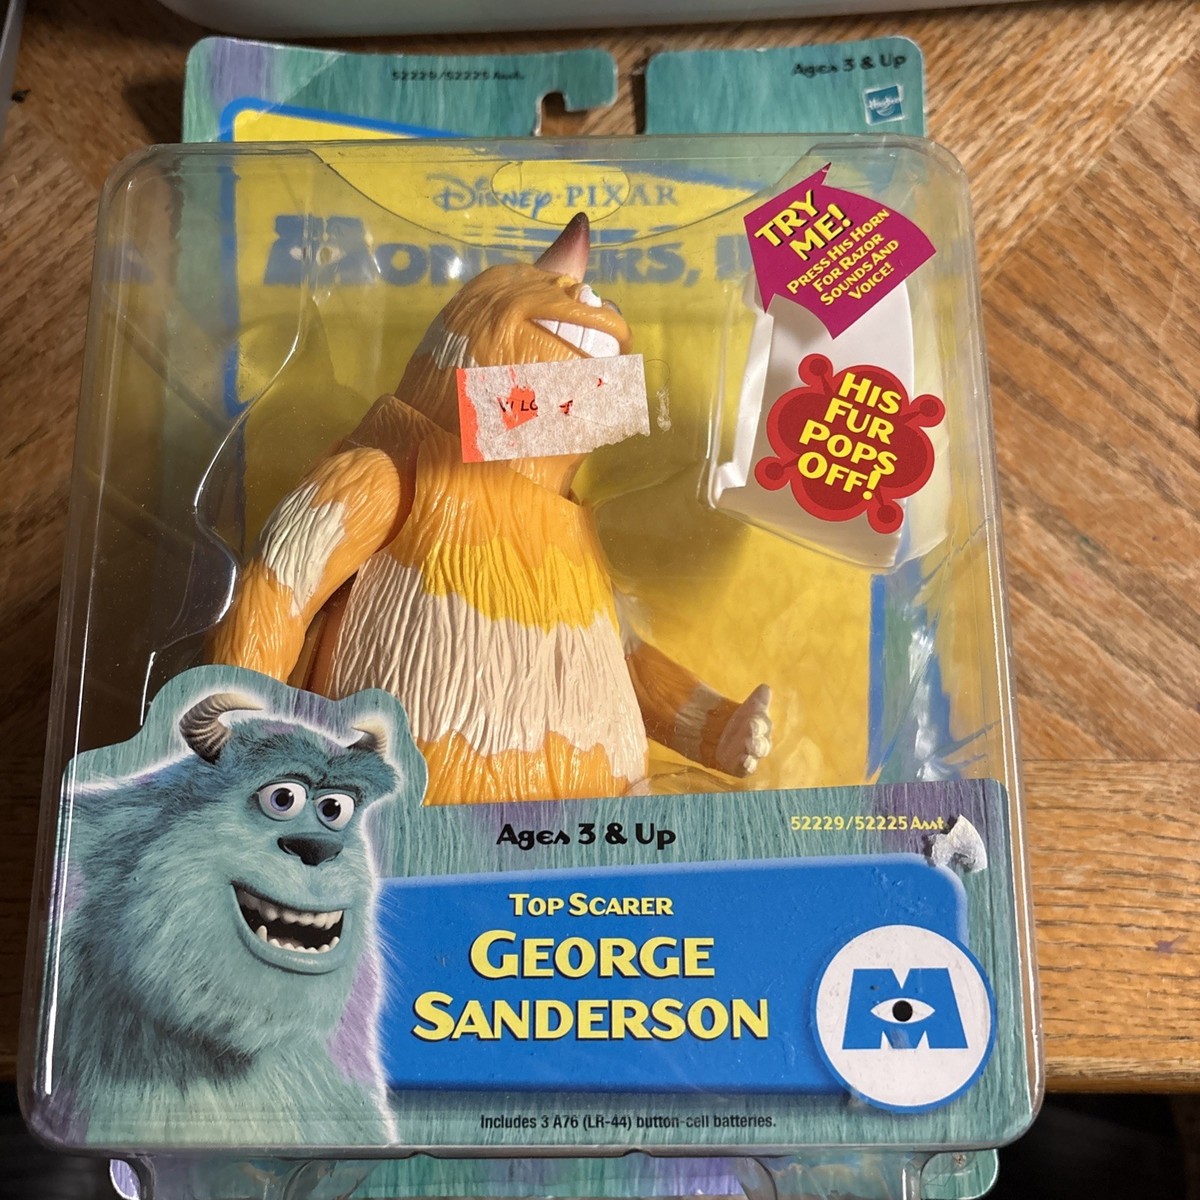 52229/52225 Asst.
Ages 3 & Up
Hasbro
Disney PIXAR
MONSTERS,
TRY
ME!
PRESS HIS HORN
FOR RAZOR
SOUNDS AND
VOICE!
HIS
FUR
POPS
OFF!
Ages 3 & Up
52229/52225 Asst
TOP SCARER
GEORGE
SANDERSON
M
Includes 3 A76 (LR-44) button-cell batteries.